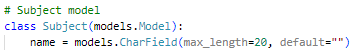 # Subject model
class Subject(models.Model):
    name = models.CharField(max_length=20, default="")